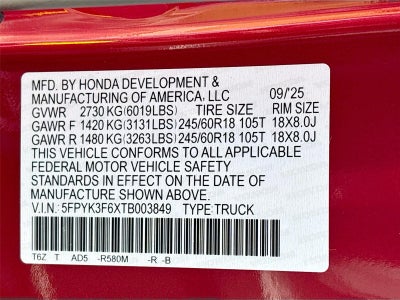 MFD. BY HONDA DEVELOPMENT &
MANUFACTURING OF AMERICA, LLC 09/'25
GVWR 2730 KG (6019LBS) TIRE SIZE RIM SIZE
GAWR F 1420 KG (3131LBS) 245/60R18 105T 18X8.0J
GAWR R 1480 KG (3263LBS) 245/60R18 105T 18X8.0J
THIS VEHICLE CONFORMS TO ALL APPLICABLE
FEDERAL MOTOR VEHICLE SAFETY
STANDARDS IN EFFECT ON THE DATE OF
MANUFACTURE SHOWN ABOVE.
V.I.N.: 5FPYK3F6XTB003849 TYPE:TRUCK
T6Z T AD5 -R580M -R -B